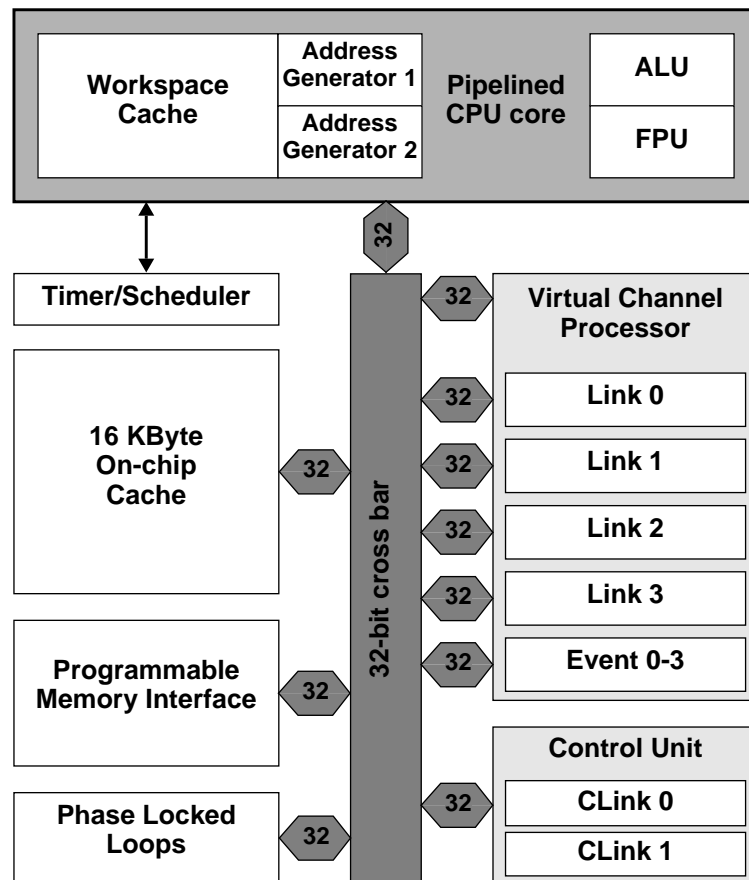 Workspace
Cache
Address
Generator 1
Address
Generator 2
Pipelined
CPU core
ALU
FPU
32
Timer/Scheduler
16 KByte
On-chip
Cache
32
Programmable
Memory Interface
32
Phase Locked
Loops
32
32-bit cross bar
32
Virtual Channel
Processor
32
Link 0
32
Link 1
32
Link 2
32
Link 3
32
Event 0-3
Control Unit
32
CLink 0
CLink 1